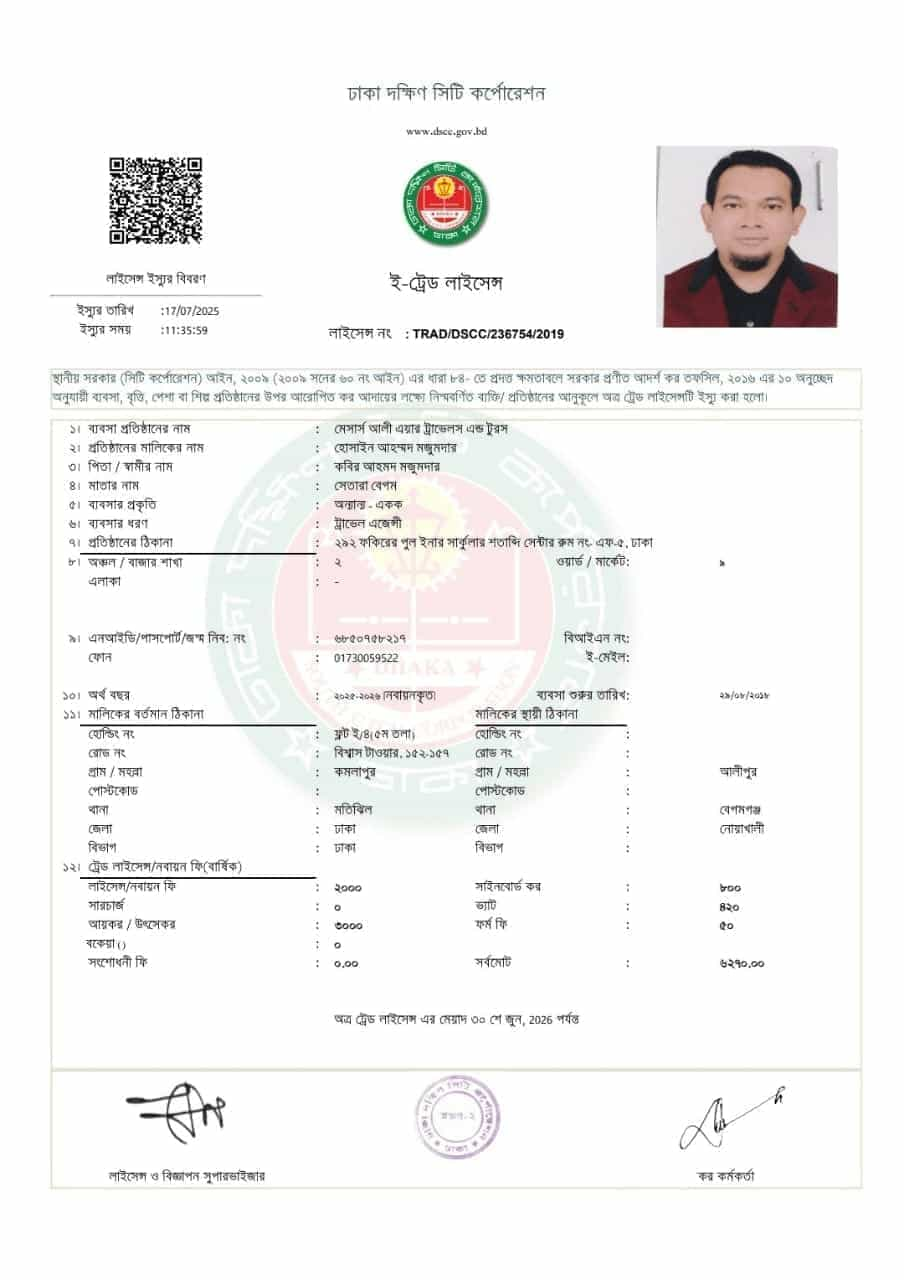 ঢাকা দক্ষিণ সিটি কর্পোরেশন
www.dscc.gov.bd
লাইসেন্স ইস্যুর বিবরণ
ইস্যুর তারিখ :17/07/2025
ইস্যুর সময় :11:35:59
ই-ট্রেড লাইসেন্স
লাইসেন্স নং : TRAD/DSCC/236754/2019
স্থানীয় সরকার (সিটি কর্পোরেশন) আইন, ২০০৯ (২০০৯ সনের ৬০ নং আইন) এর ধারা ৮৪- তে প্রদত্ত ক্ষমতাবলে সরকার প্রণীত আদর্শ কর তফসিল, ২০১৬ এর ১০ অনুচ্ছেদ
অনুযায়ী ব্যবসা, বৃত্তি, পেশা বা শিল্প প্রতিষ্ঠানের উপর আরোপিত কর আদায়ের লক্ষ্যে নিম্মবর্ণিত ব্যক্তি/ প্রতিষ্ঠানের অনুকূলে অত্র ট্রেড লাইসেন্সটি ইস্যু করা হলো।
১। ব্যবসা প্রতিষ্ঠানের নাম : মেসার্স আলী এয়ার ট্রাভেলস এন্ড টুরস
২। প্রতিষ্ঠানের মালিকের নাম : হোসাইন আহম্মদ মজুমদার
৩। পিতা / স্বামীর নাম : কবির আহমদ মজুমদার
৪। মাতার নাম : সেতারা বেগম
৫। ব্যবসার প্রকৃতি : অন্যান্য - একক
৬। ব্যবসার ধরণ : ট্রাভেল এজেন্সী
৭। প্রতিষ্ঠানের ঠিকানা : ২৯২ ফকিরের পুল ইনার সার্কুলার শতাব্দি সেন্টার রুম নং- এফ-৫, ঢাকা
৮। অঞ্চল / বাজার শাখা : ২ ওয়ার্ড / মার্কেট: ৯
এলাকা : -
৯। এনআইডি/পাসপোর্ট/জন্ম নিব: নং : ৬৮৫০৭৫৮২১৭ বিআইএন নং:
ফোন : 01730059522 ই-মেইল:
১০। অর্থ বছর : ২০২৫-২০২৬ (নবায়নকৃত) ব্যবসা শুরুর তারিখ: ২৯/০৮/২০১৮
১১। মালিকের বর্তমান ঠিকানা মালিকের স্থায়ী ঠিকানা
হোল্ডিং নং : ফ্লট ই/৪(৫ম তলা) হোল্ডিং নং :
রোড নং : বিশ্বাস টাওয়ার, ১৫২-১৫৭ রোড নং :
গ্রাম / মহল্লা : কমলাপুর গ্রাম / মহল্লা : আলীপুর
পোস্টকোড : পোস্টকোড :
থানা : মতিঝিল থানা : বেগমগঞ্জ
জেলা : ঢাকা জেলা : নোয়াখালী
বিভাগ : ঢাকা বিভাগ :
১২। ট্রেড লাইসেন্স/নবায়ন ফি(বার্ষিক)
লাইসেন্স/নবায়ন ফি : ২০০০ সাইনবোর্ড কর : ৮০০
সারচার্জ : ০ ভ্যাট : ৪২০
আয়কর / উৎসেকর : ৩০০০ ফর্ম ফি : ৫০
বকেয়া () : ০
সংশোধনী ফি : ০.০০ সর্বমোট : ৬২৭০.০০
অত্র ট্রেড লাইসেন্স এর মেয়াদ ৩০ শে জুন, 2026 পর্যন্ত
লাইসেন্স ও বিজ্ঞাপন সুপারভাইজার
কর কর্মকর্তা